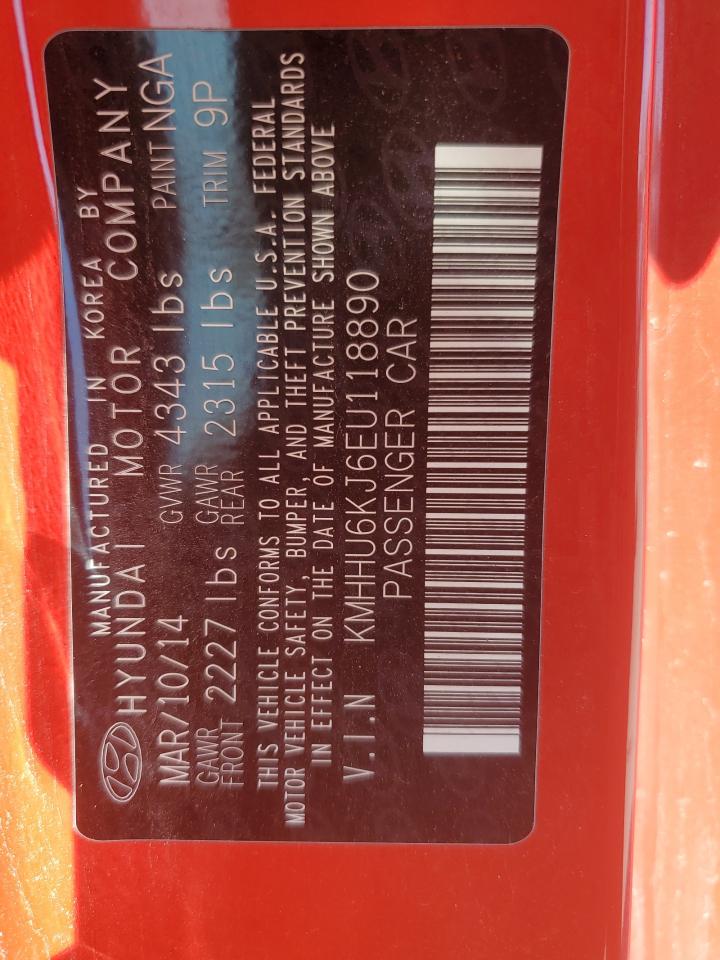 MANUFACTURED IN KOREA BY
HYUNDAI MOTOR COMPANY
MAR/10/14 GVWR 4343 lbs PAINT NGA
GAWR FRONT 2227 lbs GAWR REAR 2315 lbs TRIM 9P
THIS VEHICLE CONFORMS TO ALL APPLICABLE U.S.A. FEDERAL
MOTOR VEHICLE SAFETY, BUMPER, AND THEFT PREVENTION STANDARDS
IN EFFECT ON THE DATE OF MANUFACTURE SHOWN ABOVE
V.I.N KMHHU6KJ6EU118890
PASSENGER CAR